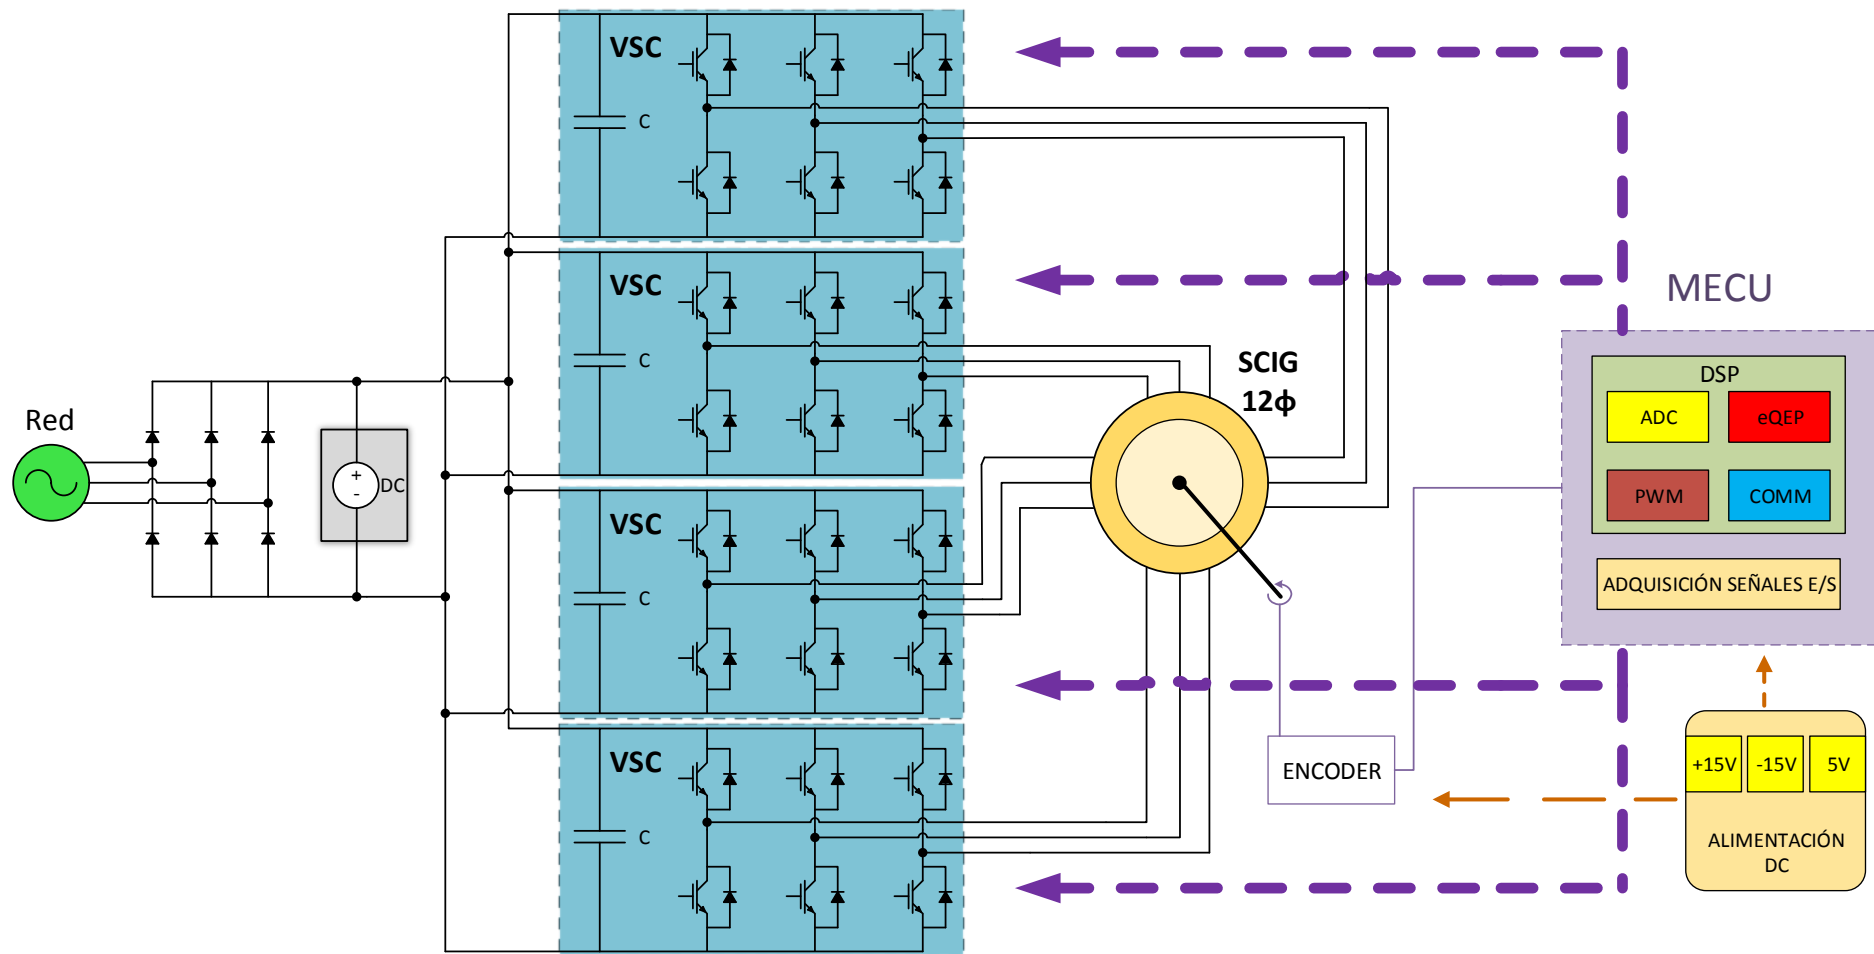 VSC
C
VSC
C
MECU
SCIG
12ϕ
DSP
ADC
eQEP
Red
+
-
DC
PWM
COMM
VSC
C
ADQUISICIÓN SEÑALES E/S
VSC
C
ENCODER
+15V
-15V
5V
ALIMENTACIÓN
DC